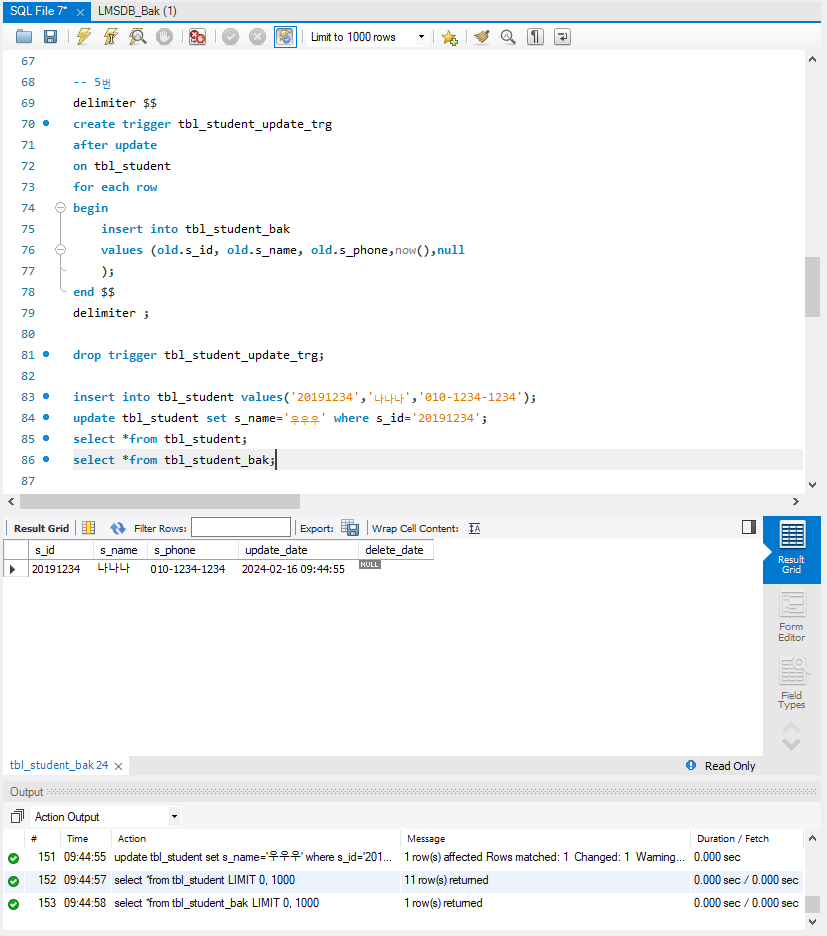 SQL File 7* × LMSDB_Bak (1)
Limit to 1000 rows
67
68 -- 5번
69 delimiter $$
70 create trigger tbl_student_update_trg
71 after update
72 on tbl_student
73 for each row
74 begin
75 insert into tbl_student_bak
76 values (old.s_id, old.s_name, old.s_phone,now(),null
77 );
78 end $$
79 delimiter ;
80
81 drop trigger tbl_student_update_trg;
82
83 insert into tbl_student values('20191234','나나나','010-1234-1234');
84 update tbl_student set s_name='우우우' where s_id='20191234';
85 select *from tbl_student;
86 select *from tbl_student_bak;
87
Result Grid Filter Rows: Export: Wrap Cell Content: IA
s_id s_name s_phone update_date delete_date
20191234 나나나 010-1234-1234 2024-02-16 09:44:55 NULL
Result
Grid
Form
Editor
Field
Types
tbl_student_bak 24 × Read Only
Output
Action Output
# Time Action Message Duration / Fetch
151 09:44:55 update tbl_student set s_name='우우우' where s_id='201... 1 row(s) affected Rows matched: 1 Changed: 1 Warning... 0.000 sec
152 09:44:57 select *from tbl_student LIMIT 0, 1000 11 row(s) returned 0.000 sec / 0.000 sec
153 09:44:58 select *from tbl_student_bak LIMIT 0, 1000 1 row(s) returned 0.000 sec / 0.000 sec